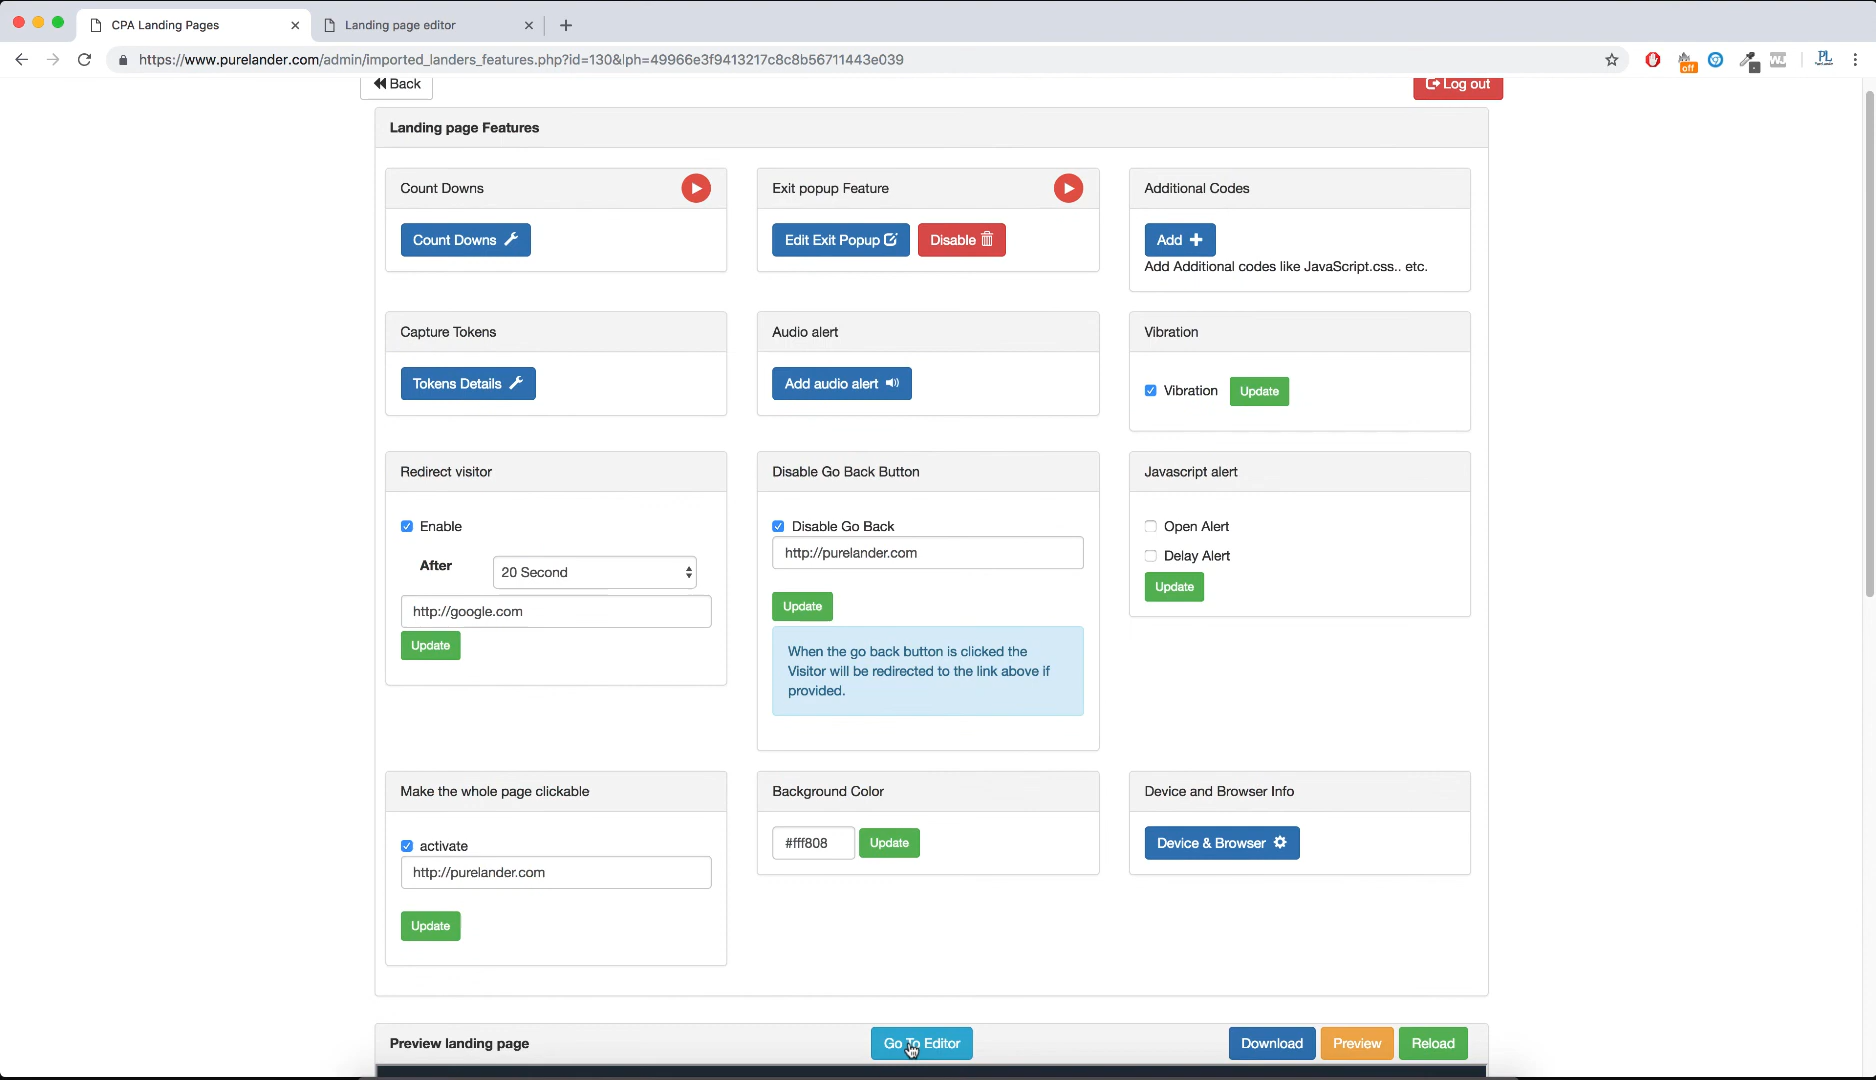 CPA Landing Pages
Landing page editor
https://www.purelander.com/admin/imported_landers_features.php?id=130&lph=49966e3f9413217c8c8b56711443e039
off
WJ
PL
Back
Log out
Landing page Features
Count Downs
Exit popup Feature
Additional Codes
Count Downs
Edit Exit Popup
Disable
Add
Add Additional codes like JavaScript.css.. etc.
Capture Tokens
Audio alert
Vibration
Tokens Details
Add audio alert
Vibration
Update
Redirect visitor
Disable Go Back Button
Javascript alert
Enable
After
20 Second
http://google.com
Update
Disable Go Back
http://purelander.com
Update
When the go back button is clicked the
Visitor will be redirected to the link above if
provided.
Open Alert
Delay Alert
Update
Make the whole page clickable
Background Color
Device and Browser Info
activate
http://purelander.com
Update
#fff808
Update
Device & Browser
Preview landing page
Go To Editor
Download
Preview
Reload